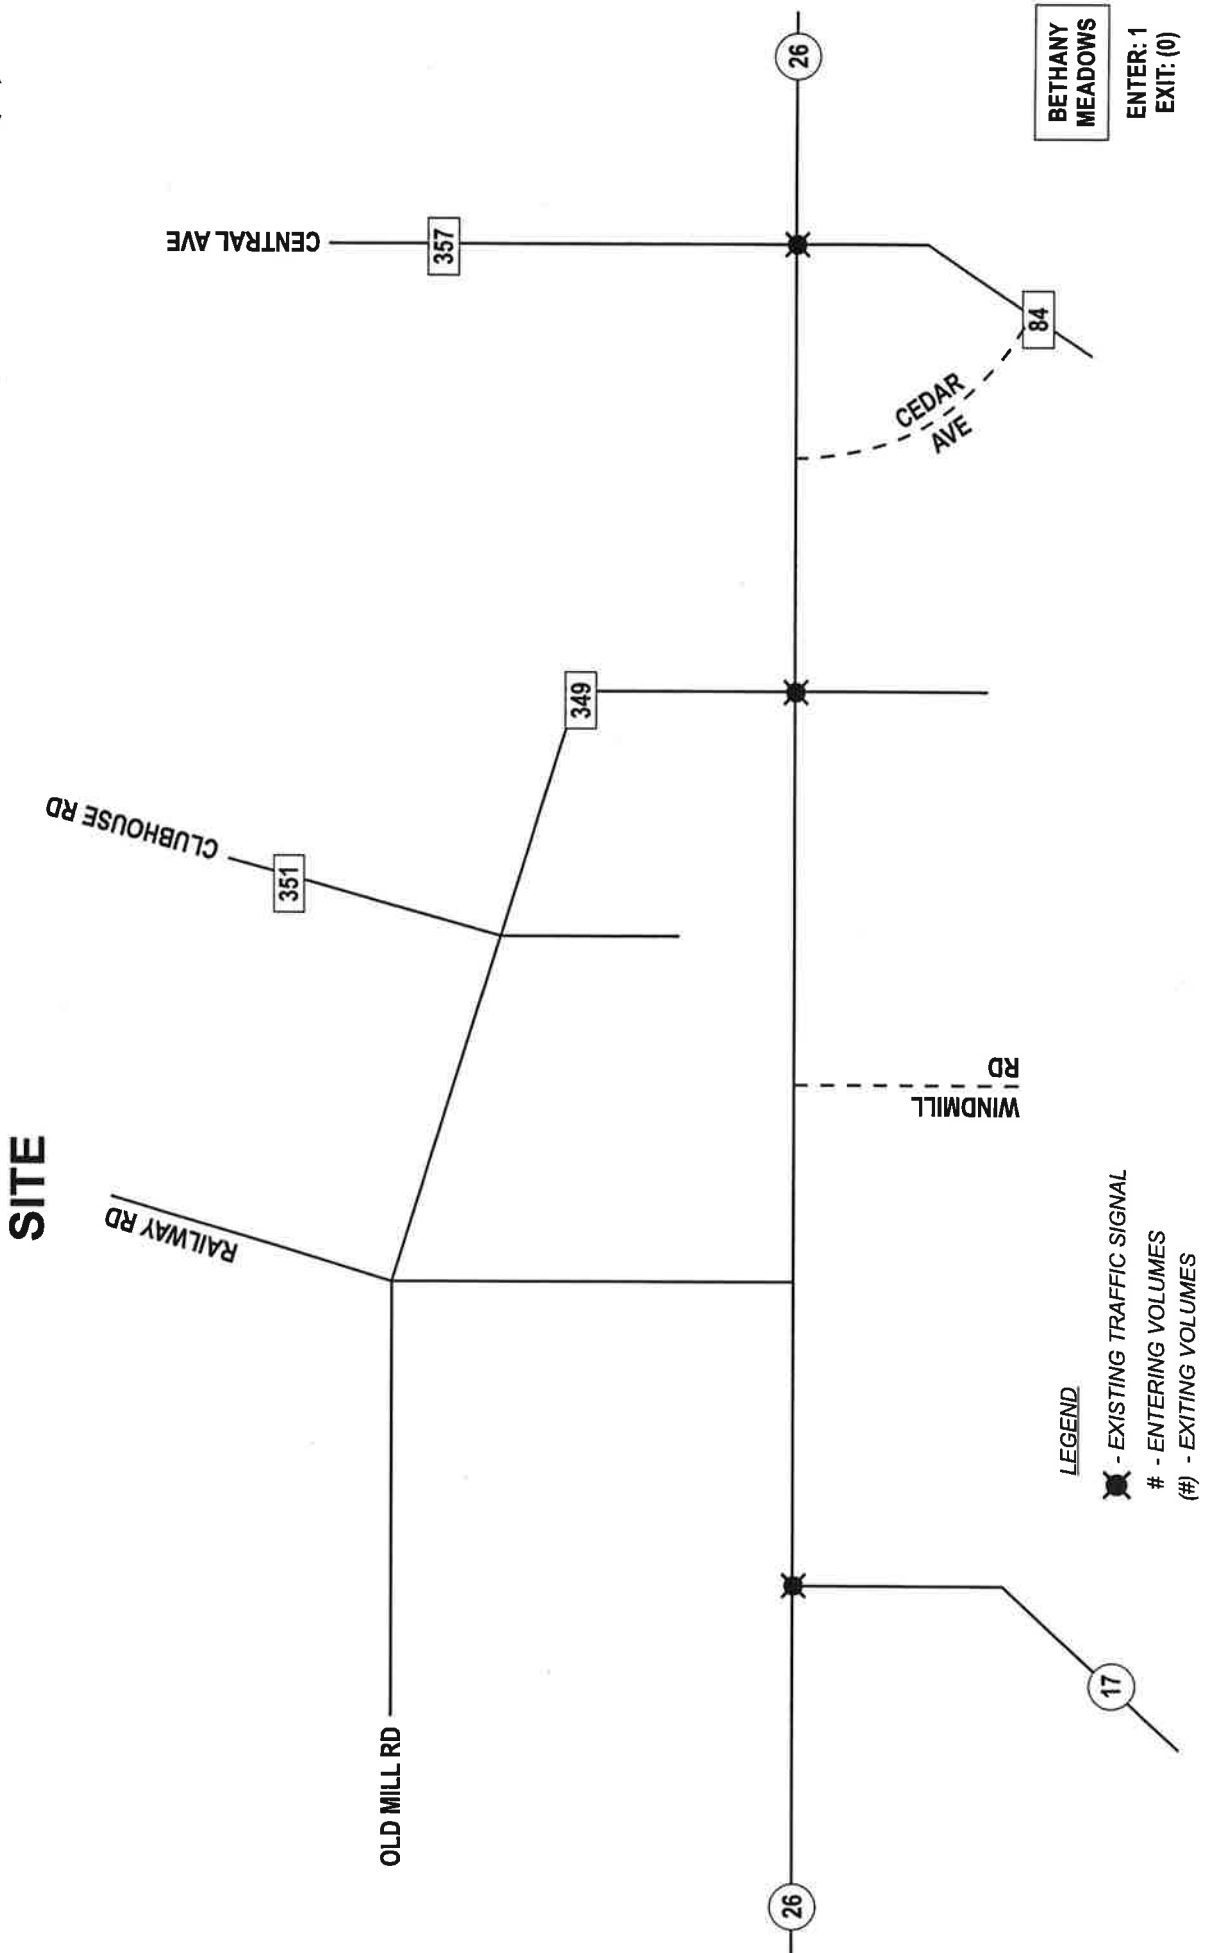 SITE
OLD MILL RD
RAILWAY RD
CLUBHOUSE RD
351
349
CENTRAL AVE
357
26
26
17
WINDMILL
RD
CEDAR
AVE
84
LEGEND
- EXISTING TRAFFIC SIGNAL
# - ENTERING VOLUMES
(#) - EXITING VOLUMES
BETHANY
MEADOWS
ENTER: 1
EXIT: (0)